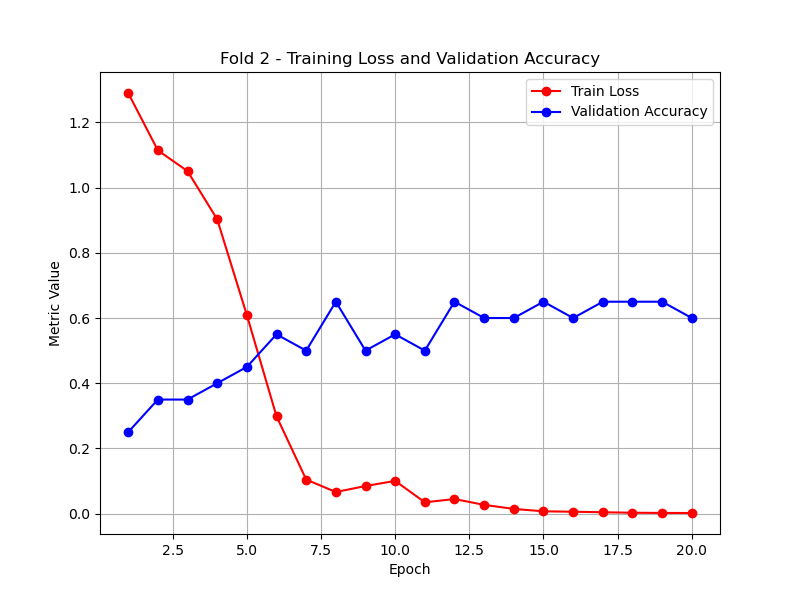 Fold 2 - Training Loss and Validation Accuracy
Train Loss
Validation Accuracy
1.2
1.0
0.8
0.6
0.4
0.2
0.0
Metric Value
2.5 5.0 7.5 10.0 12.5 15.0 17.5 20.0
Epoch